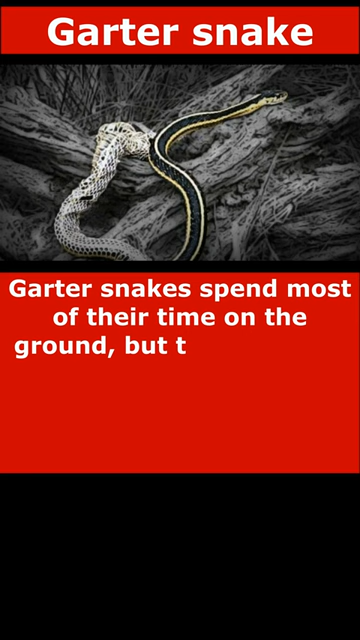 Garter snake
Garter snakes spend most
of their time on the
ground, but t